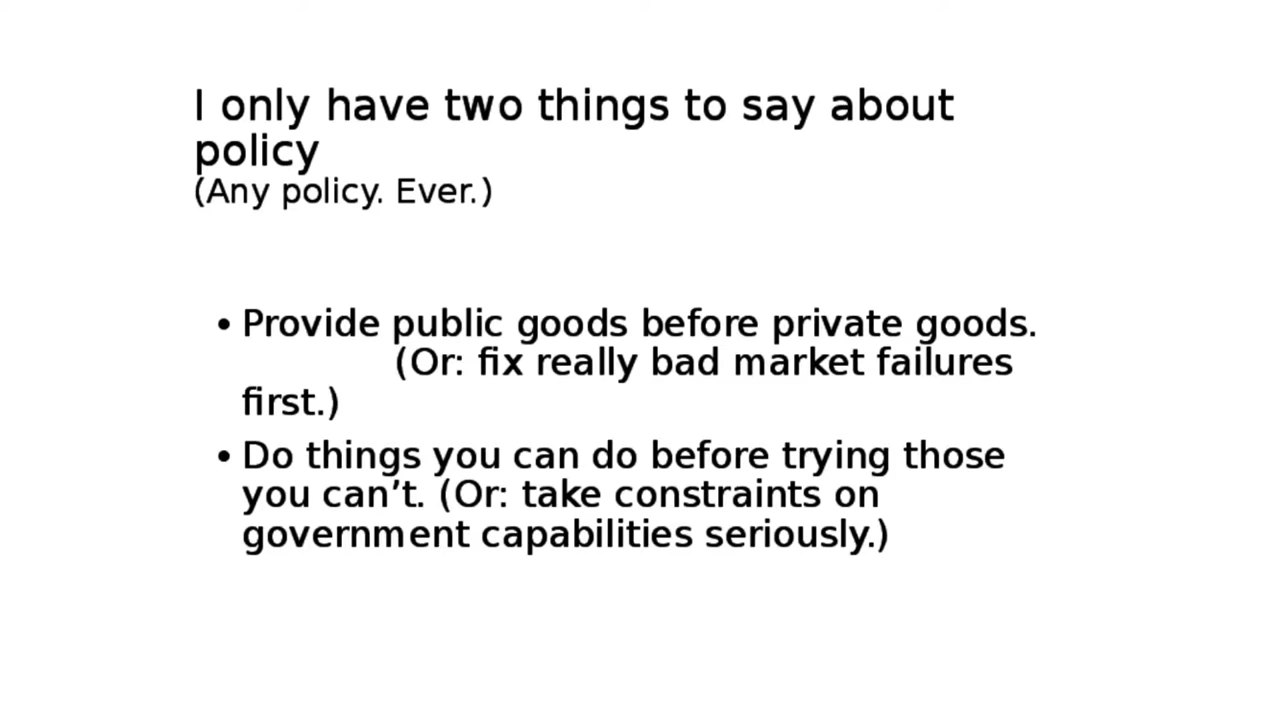 I only have two things to say about
policy
(Any policy. Ever.)
• Provide public goods before private goods.
(Or: fix really bad market failures
first.)
• Do things you can do before trying those
you can’t. (Or: take constraints on
government capabilities seriously.)